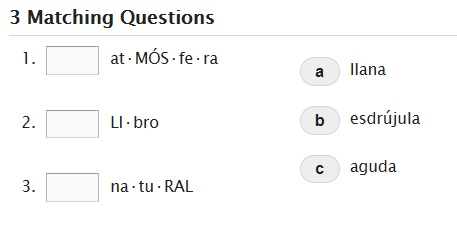 3 Matching Questions
1. at·MÓS·fe·ra
a llana
2. LI·bro
b esdrújula
3. na·tu·RAL
c aguda